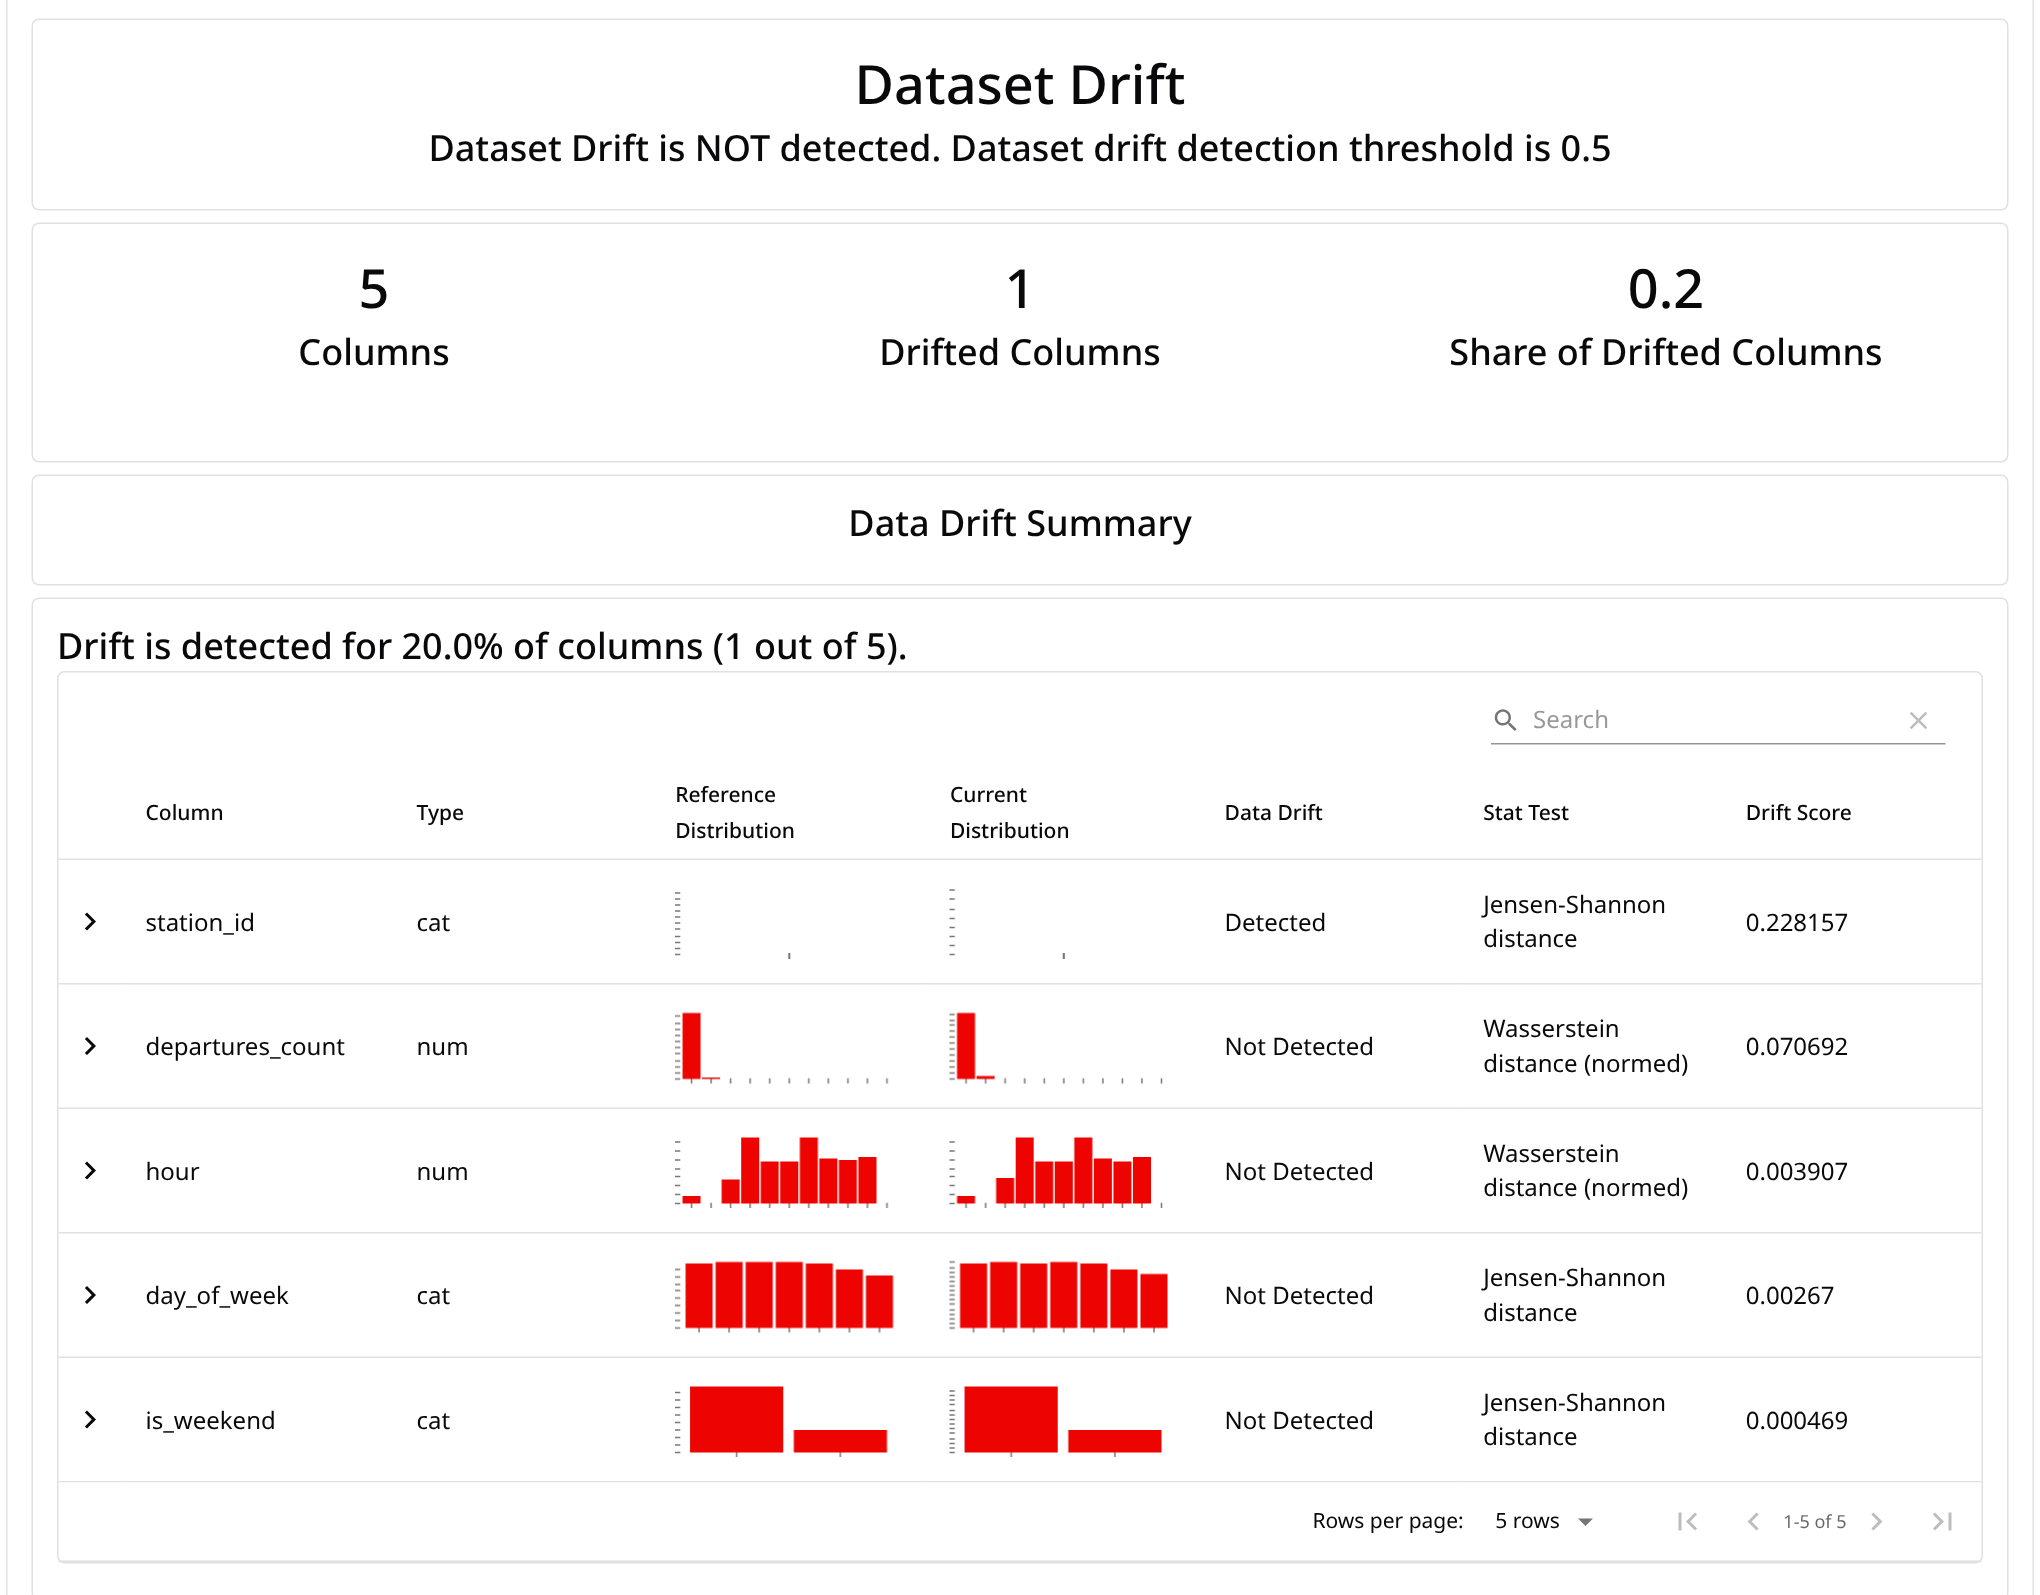 Dataset Drift
Dataset Drift is NOT detected. Dataset drift detection threshold is 0.5
5
Columns
1
Drifted Columns
0.2
Share of Drifted Columns
Data Drift Summary
Drift is detected for 20.0% of columns (1 out of 5).
Search
Column Type Reference Distribution Current Distribution Data Drift Stat Test Drift Score
station_id cat Detected Jensen-Shannon distance 0.228157
departures_count num Not Detected Wasserstein distance (normed) 0.070692
hour num Not Detected Wasserstein distance (normed) 0.003907
day_of_week cat Not Detected Jensen-Shannon distance 0.00267
is_weekend cat Not Detected Jensen-Shannon distance 0.000469
Rows per page: 5 rows 1-5 of 5